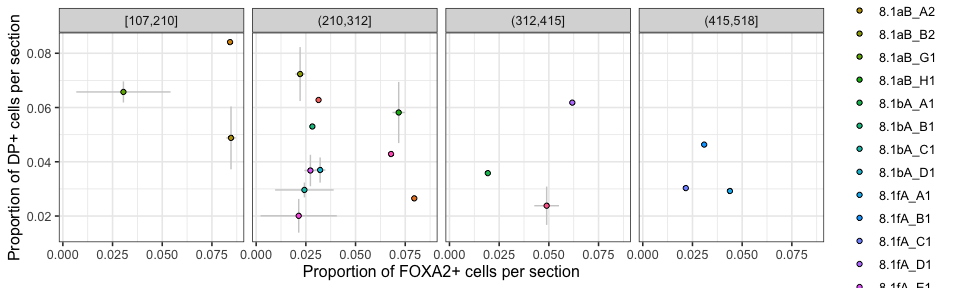 [107,210]
(210,312]
(312,415]
(415,518]
Proportion of DP+ cells per section
0.08
0.06
0.04
0.02
0.000 0.025 0.050 0.075
0.000 0.025 0.050 0.075
0.000 0.025 0.050 0.075
0.000 0.025 0.050 0.075
Proportion of FOXA2+ cells per section
8.1aB_A2
8.1aB_B2
8.1aB_G1
8.1aB_H1
8.1bA_A1
8.1bA_B1
8.1bA_C1
8.1bA_D1
8.1fA_A1
8.1fA_B1
8.1fA_C1
8.1fA_D1
8.1fA_E1